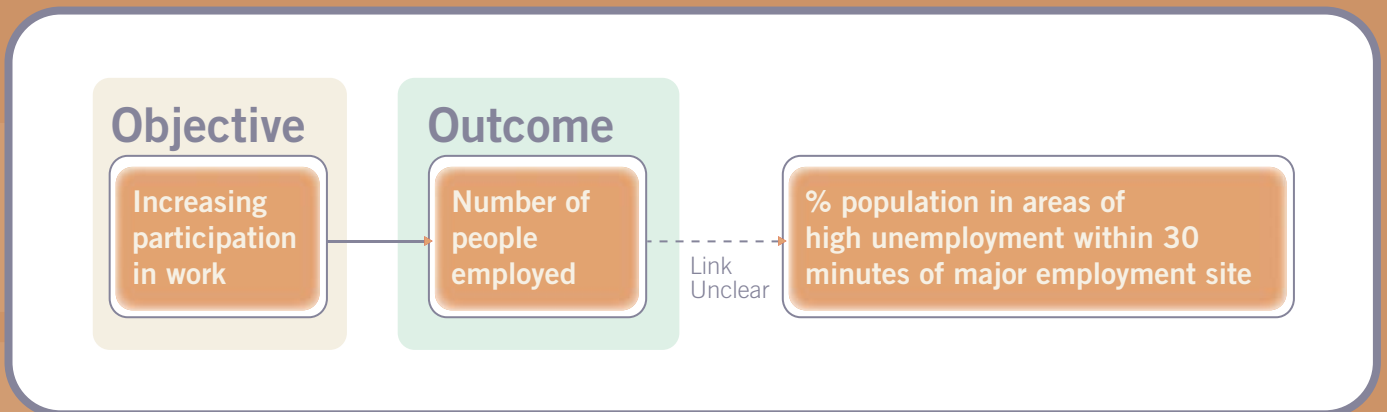 Objective
Increasing
participation
in work
Outcome
Number of
people
employed
Link
Unclear
% population in areas of
high unemployment within 30
minutes of major employment site